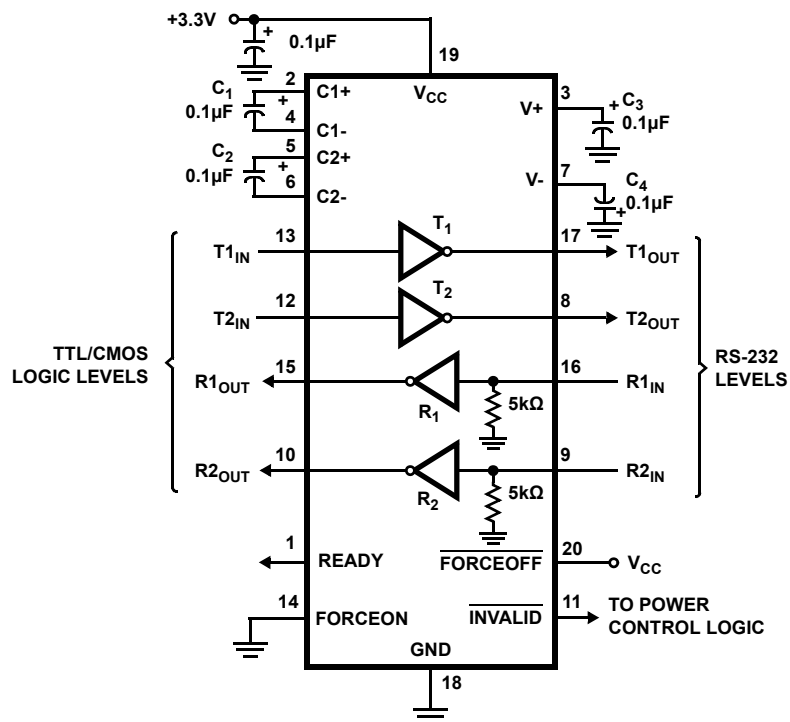 +3.3V
+
0.1µF
19
2
C1+
VCC
3
V+
+
C3
0.1µF
C1
0.1µF
+
4
C1-
5
C2+
C2
0.1µF
+
6
C2-
7
V-
C4
0.1µF
+
T1
13
T1IN
17
T1OUT
T2
12
T2IN
8
T2OUT
TTL/CMOS
LOGIC LEVELS
RS-232
LEVELS
15
R1OUT
R1
5kΩ
16
R1IN
10
R2OUT
R2
5kΩ
9
R2IN
1
READY
FORCEOFF
20
VCC
14
FORCEON
INVALID
11
TO POWER
CONTROL LOGIC
GND
18